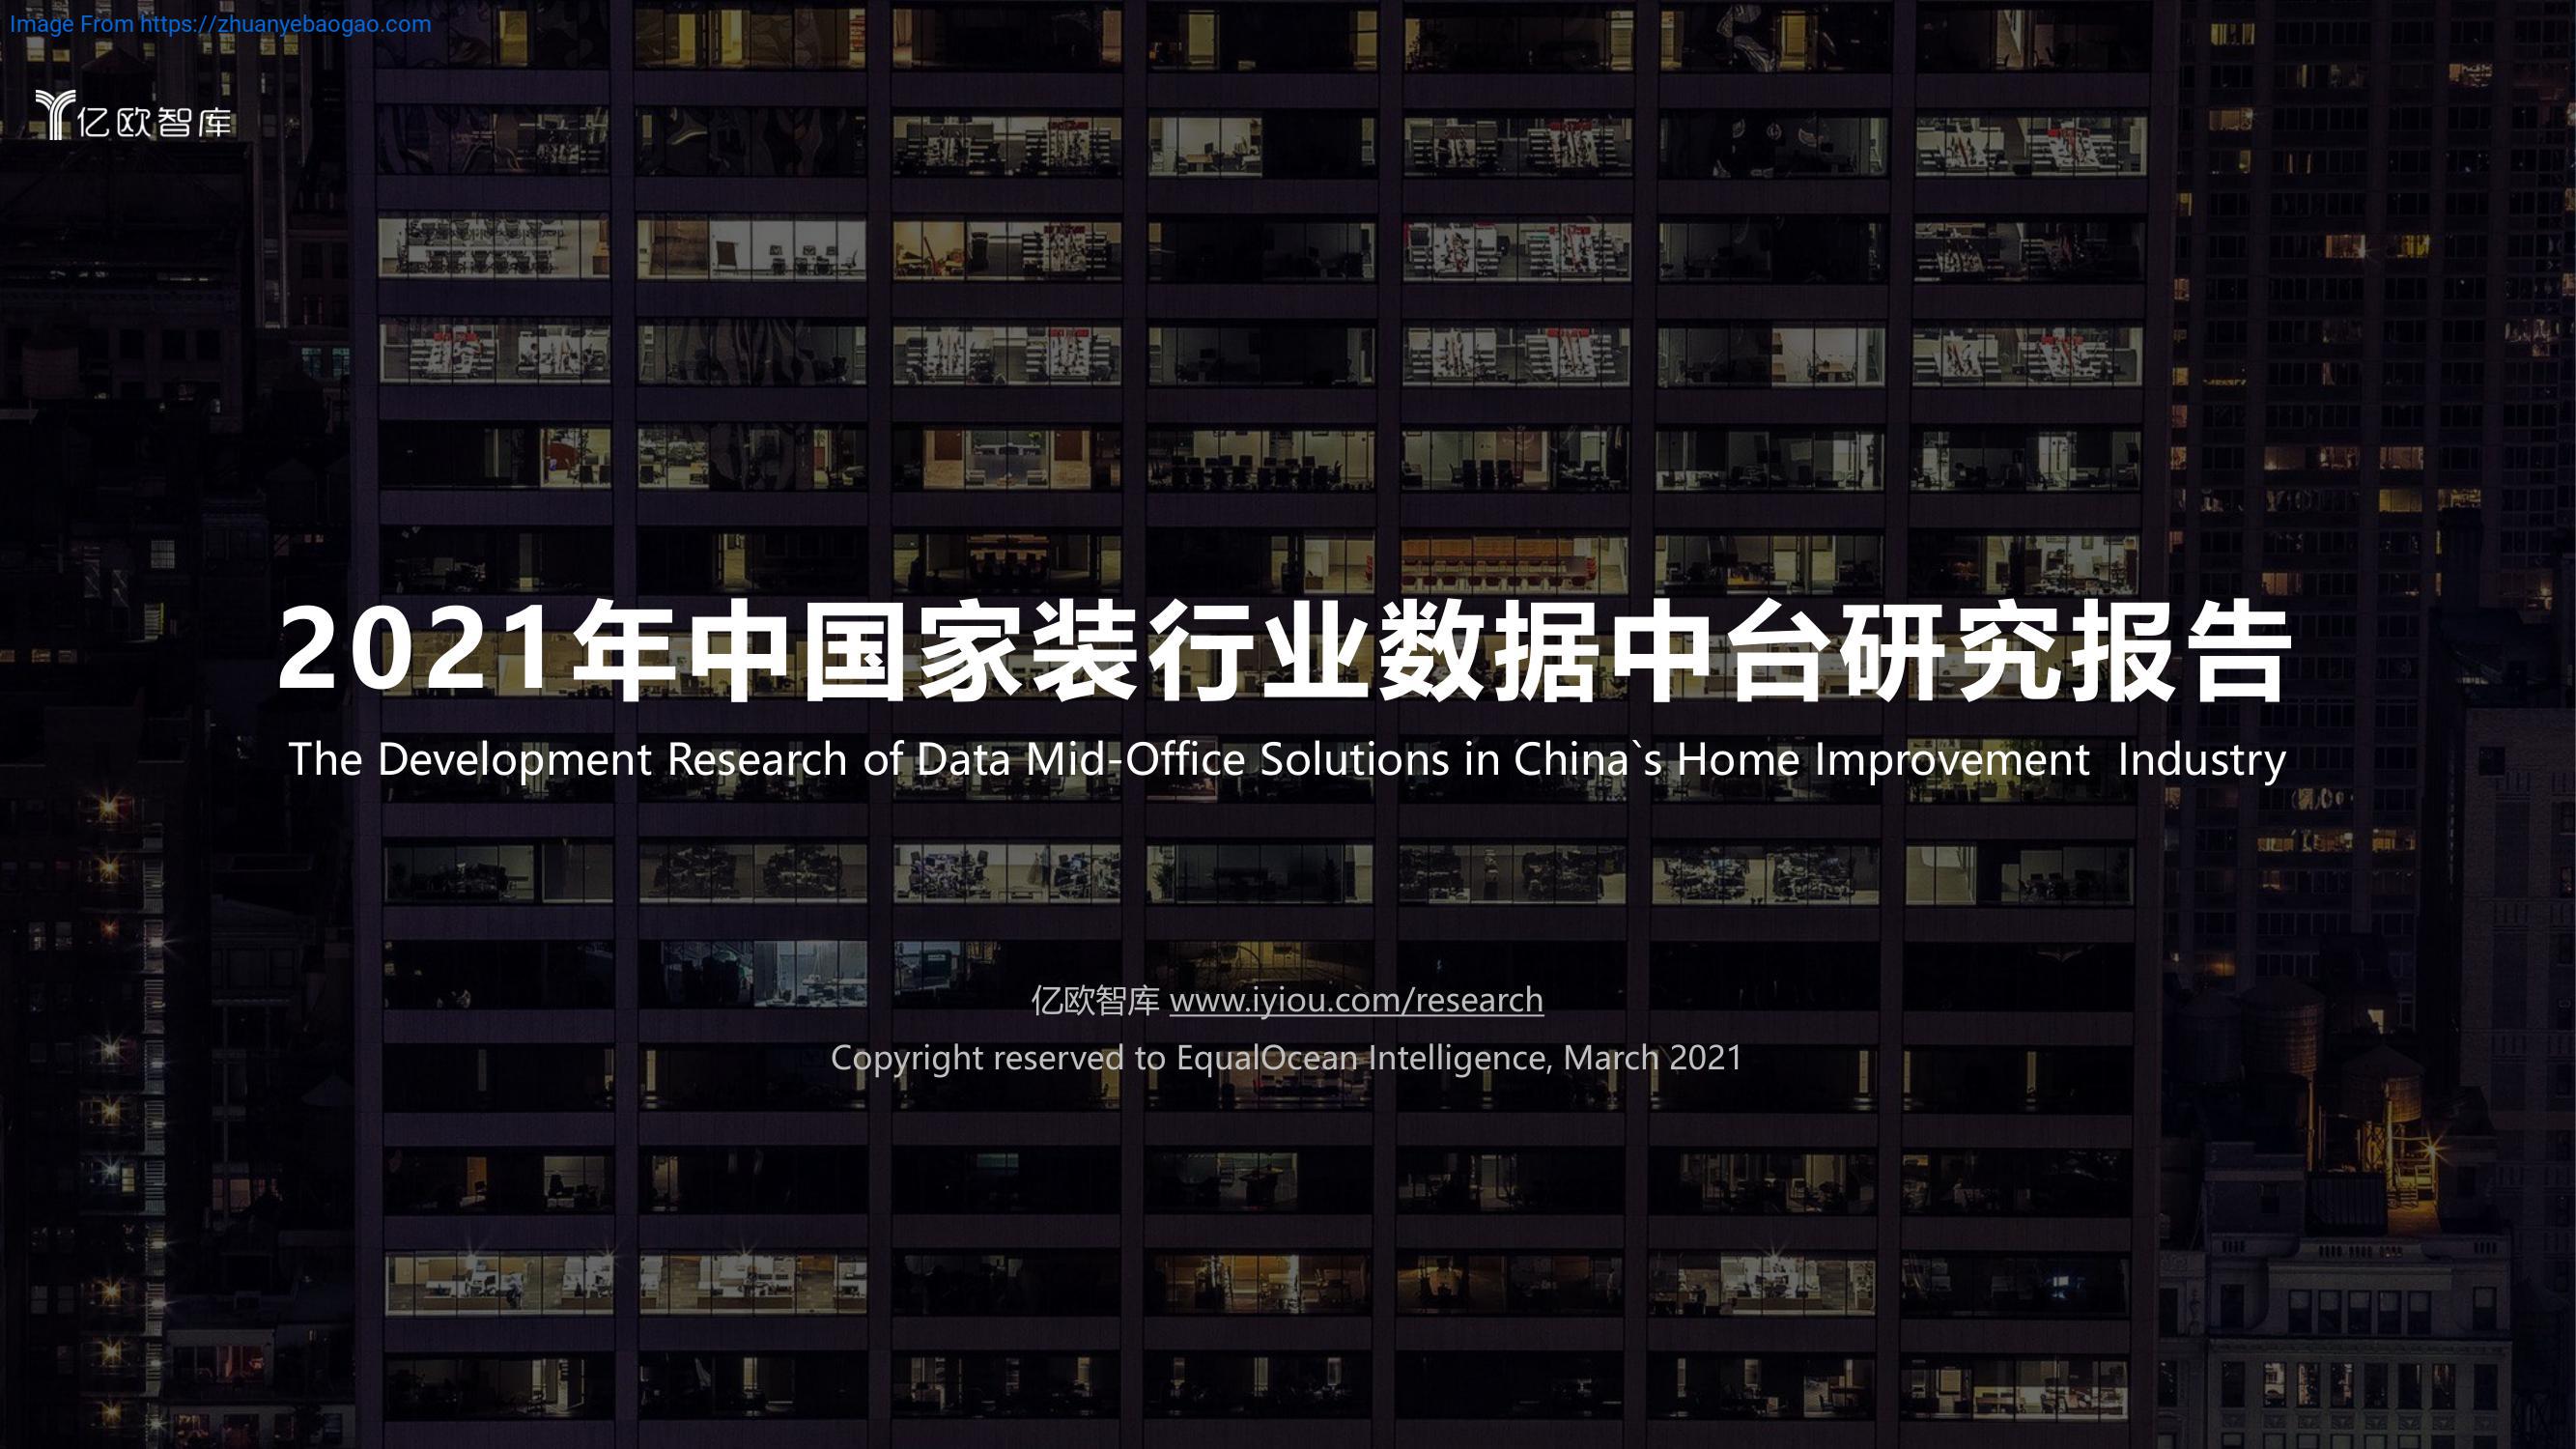 Image From https://zhuanyebaogao.com
亿欧智库
2021年中国家装行业数据中台研究报告
The Development Research of Data Mid-Office Solutions in China`s Home Improvement  Industry
亿欧智库 www.iyiou.com/research
Copyright reserved to EqualOcean Intelligence, March 2021